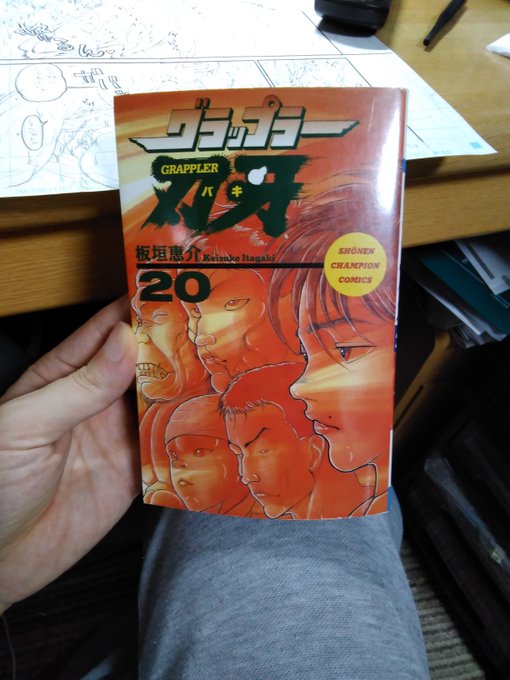 グラップラー
GRAPPLER
刃牙
バキ
板垣恵介 Keisuke Itagaki
20
SHŌNEN
CHAMPION
COMICS